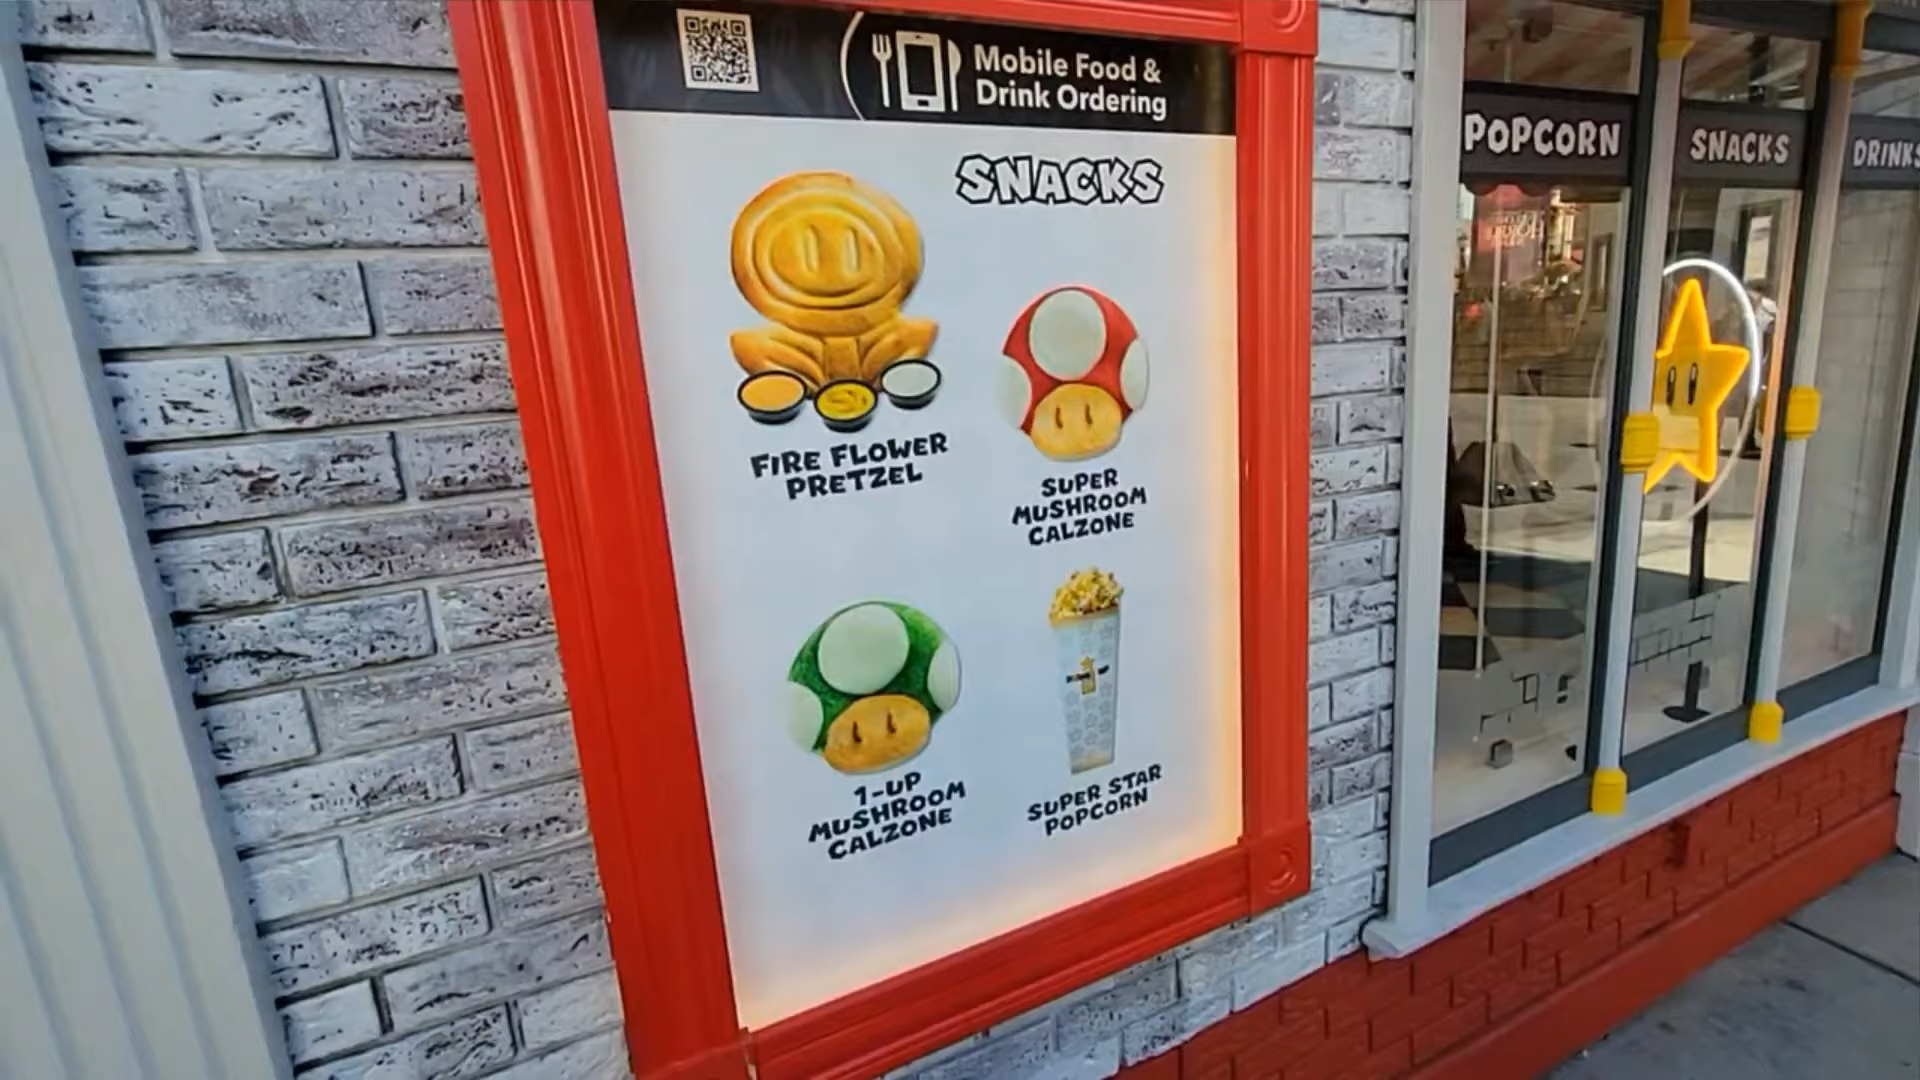 Mobile Food &
Drink Ordering
SNACKS
FIRE FLOWER
PRETZEL
SUPER
MUSHROOM
CALZONE
1-UP
MUSHROOM
CALZONE
SUPER STAR
POPCORN
POPCORN
SNACKS
DRINKS